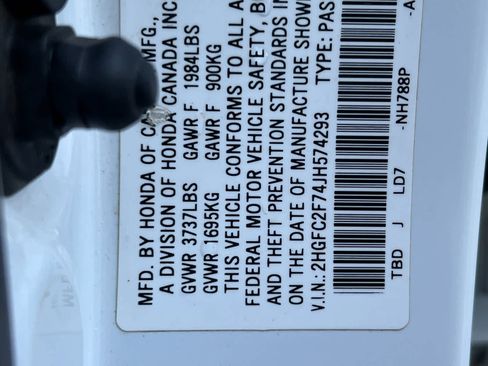 MFD. BY HONDA OF CA MFG.,
A DIVISION OF HONDA CANADA INC
GVWR 3737LBS GAWR F 1984LBS
GVWR 1695KG GAWR F 900KG
THIS VEHICLE CONFORMS TO ALL A
FEDERAL MOTOR VEHICLE SAFETY, B
AND THEFT PREVENTION STANDARDS I
ON THE DATE OF MANUFACTURE SHOW
V.I.N.: 2HGFC2F74JH574293 TYPE: PAS
TBD J LD7 -NH788P -A